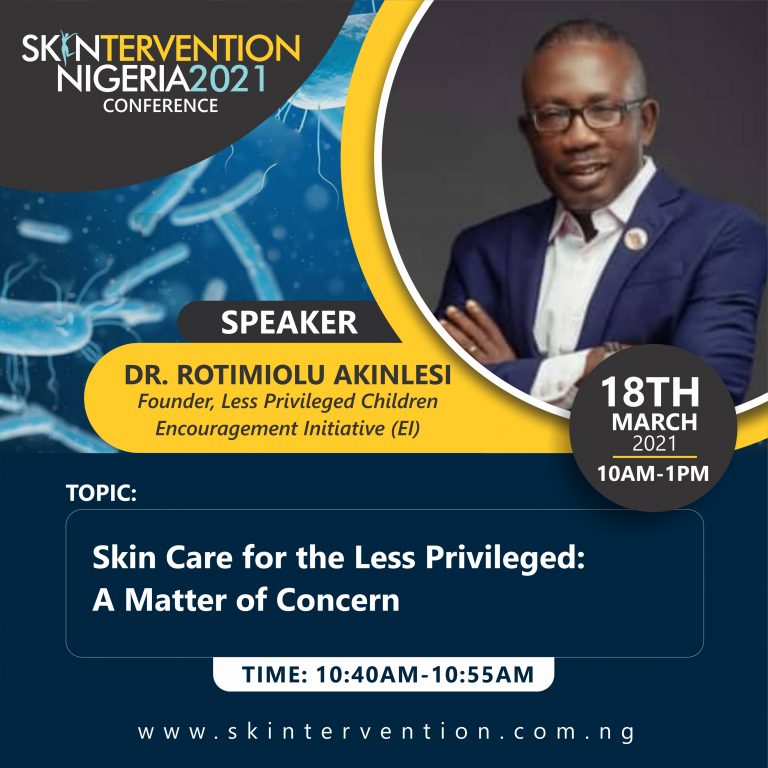 SKINTERVENTION
NIGERIA2021
CONFERENCE
SPEAKER
DR. ROTIMIOLU AKINLESI
Founder, Less Privileged Children
Encouragement Initiative (EI)
18TH
MARCH
2021
10AM-1PM
TOPIC:
Skin Care for the Less Privileged:
A Matter of Concern
TIME: 10:40AM-10:55AM
www.skintervention.com.ng